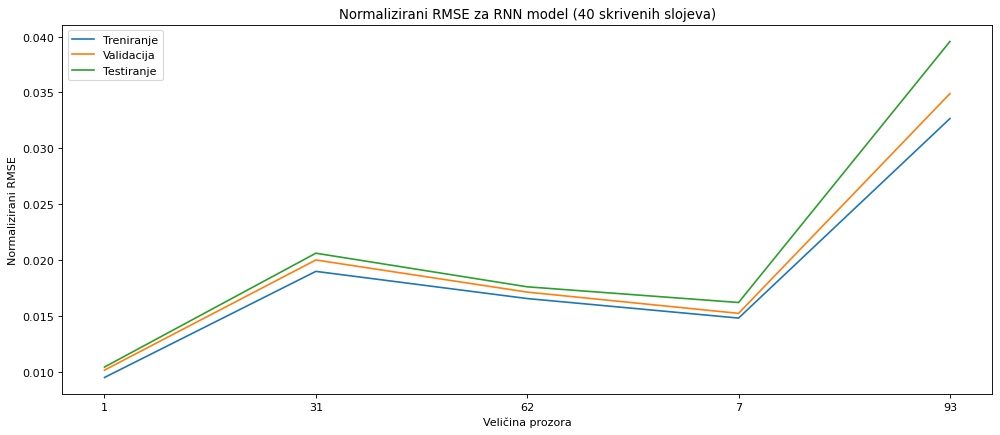 Normalizirani RMSE za RNN model (40 skrivenih slojeva)
Treniranje
Validacija
Testiranje
Normalizirani RMSE
0.040
0.035
0.030
0.025
0.020
0.015
0.010
1 31 62 7 93
Veličina prozora